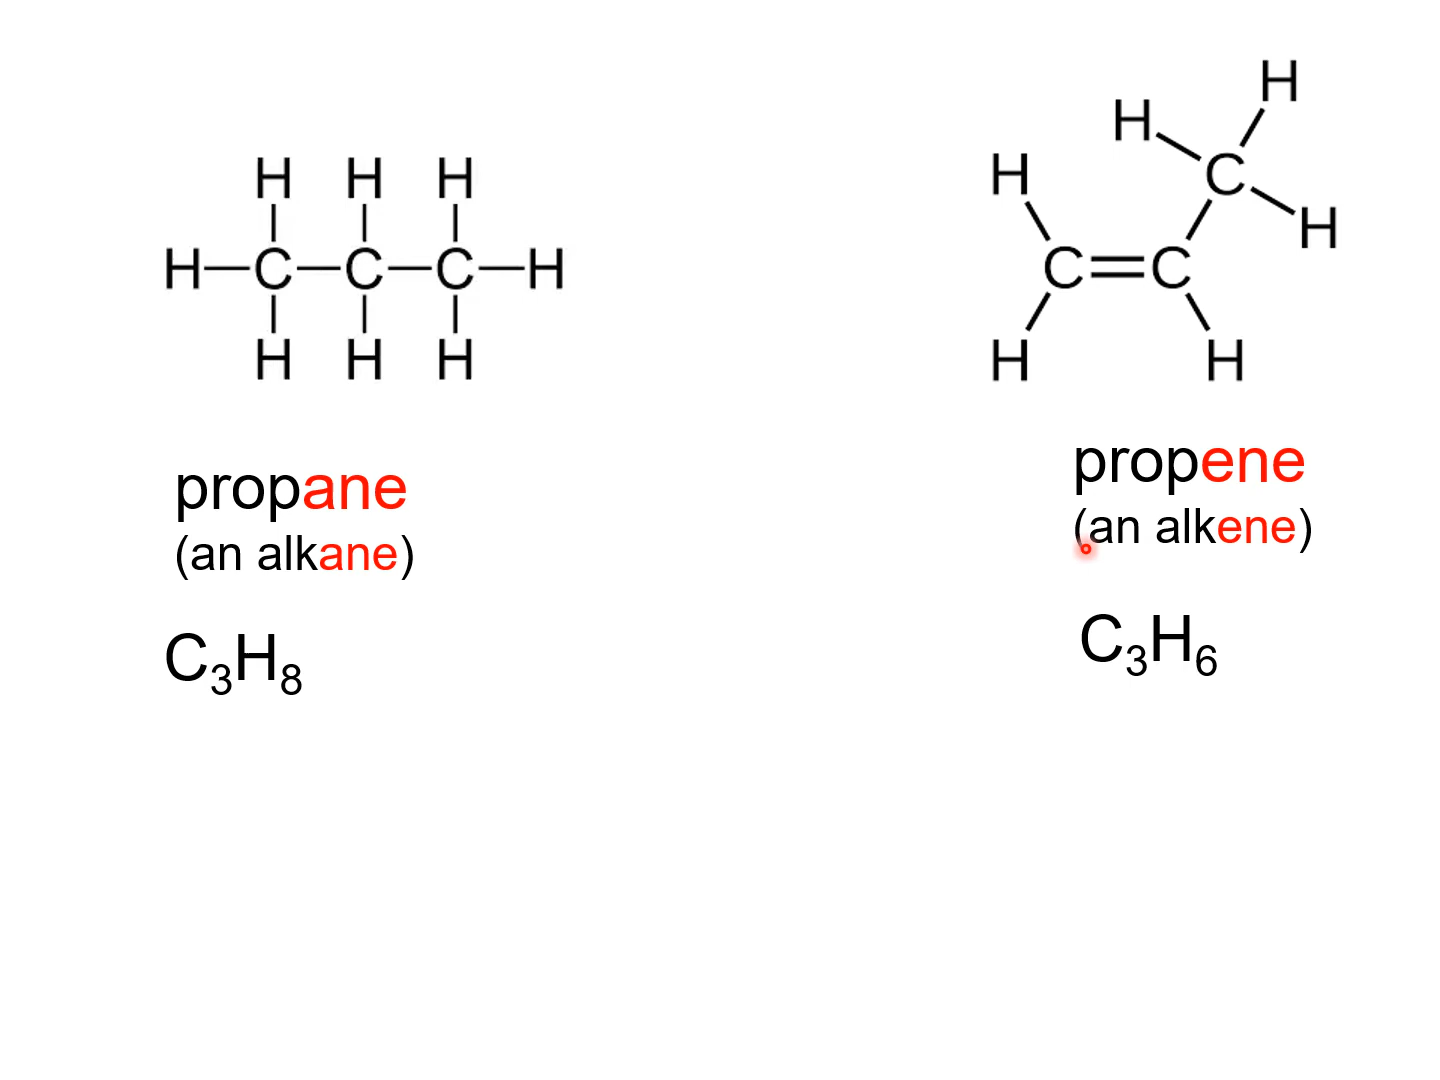 H H H
H—C—C—C—H
H H H
propane
(an alkane)
C₃H₈
H
H
H C
H
C=C
H H
propene
(an alkene)
C₃H₆